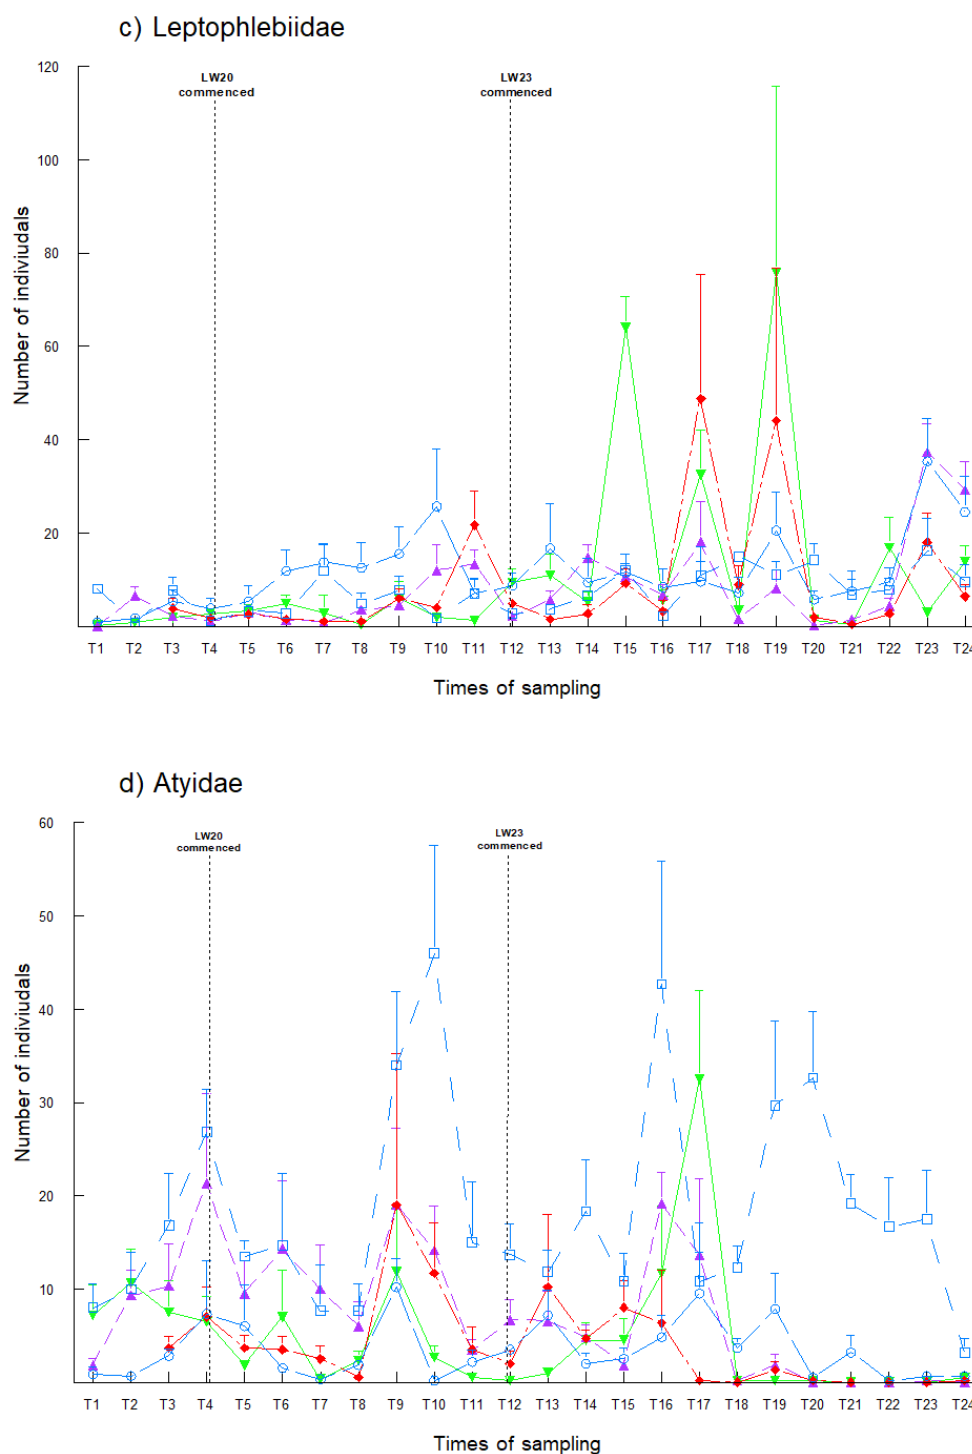 c) Leptophlebiidae
120
LW20
commenced
LW23
commenced
100
80
60
40
20
Number of indiviudals
T1 T2 T3 T4 T5 T6 T7 T8 T9 T10 T11 T12 T13 T14 T15 T16 T17 T18 T19 T20 T21 T22 T23 T24
Times of sampling
d) Atyidae
60
LW20
commenced
LW23
commenced
50
40
30
20
10
Number of indiviudals
T1 T2 T3 T4 T5 T6 T7 T8 T9 T10 T11 T12 T13 T14 T15 T16 T17 T18 T19 T20 T21 T22 T23 T24
Times of sampling